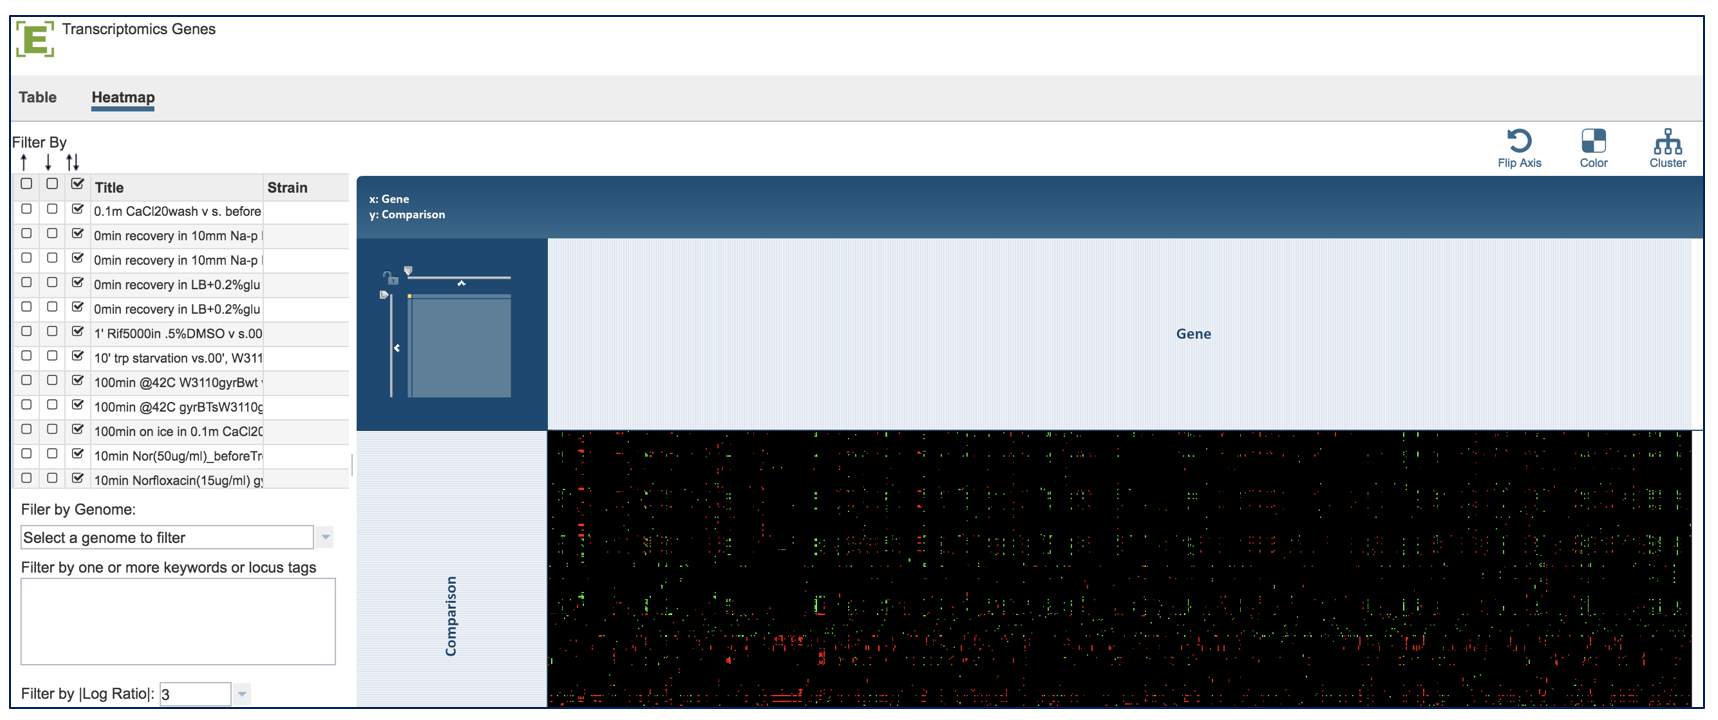 E
Transcriptomics Genes
Table
Heatmap
Filter By
Flip Axis
Color
Cluster
Title
Strain
0.1m CaCl20wash v s. before
0min recovery in 10mm Na-p
0min recovery in 10mm Na-p
0min recovery in LB+0.2%glu
0min recovery in LB+0.2%glu
1' Rif5000in .5%DMSO v s.00
10' trp starvation vs.00', W311
100min @42C W3110gyrBwt
100min @42C gyrBTsW3110g
100min on ice in 0.1m CaCl20
10min Nor(50ug/ml)_beforeTr
10min Norfloxacin(15ug/ml) gy
Filer by Genome:
Select a genome to filter
Filter by one or more keywords or locus tags
Filter by |Log Ratio|: 3
x: Gene
y: Comparison
Gene
Comparison